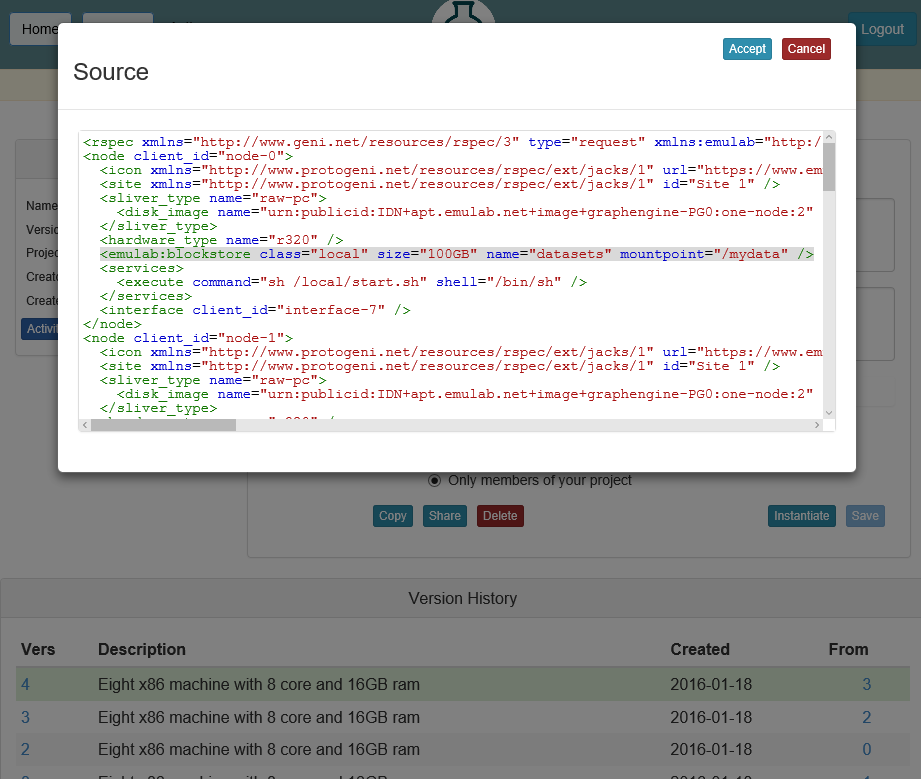 Home
Logout
Accept
Cancel
Source
<rspec xmlns="http://www.geni.net/resources/rspec/3" type="request" xmlns:emulab="http:/
<node client_id="node-0">
<icon xmlns="http://www.protogeni.net/resources/rspec/ext/jacks/1" url="https://www.em
<site xmlns="http://www.protogeni.net/resources/rspec/ext/jacks/1" id="Site 1" />
<sliver_type name="raw-pc">
<disk_image name="urn:publicid:IDN+apt.emulab.net+image+graphengine-PG0:one-node:2"
</sliver_type>
<hardware_type name="r320" />
<emulab:blockstore class="local" size="100GB" name="datasets" mountpoint="/mydata" />
<services>
<execute command="sh /local/start.sh" shell="/bin/sh" />
</services>
<interface client_id="interface-7" />
</node>
<node client_id="node-1">
<icon xmlns="http://www.protogeni.net/resources/rspec/ext/jacks/1" url="https://www.em
<site xmlns="http://www.protogeni.net/resources/rspec/ext/jacks/1" id="Site 1" />
<sliver_type name="raw-pc">
<disk_image name="urn:publicid:IDN+apt.emulab.net+image+graphengine-PG0:one-node:2"
</sliver_type>
Name
Versio
Projec
Creato
Create
Activit
Only members of your project
Copy
Share
Delete
Instantiate
Save
Version History
Vers Description Created From
4 Eight x86 machine with 8 core and 16GB ram 2016-01-18 3
3 Eight x86 machine with 8 core and 16GB ram 2016-01-18 2
2 Eight x86 machine with 8 core and 16GB ram 2016-01-18 0